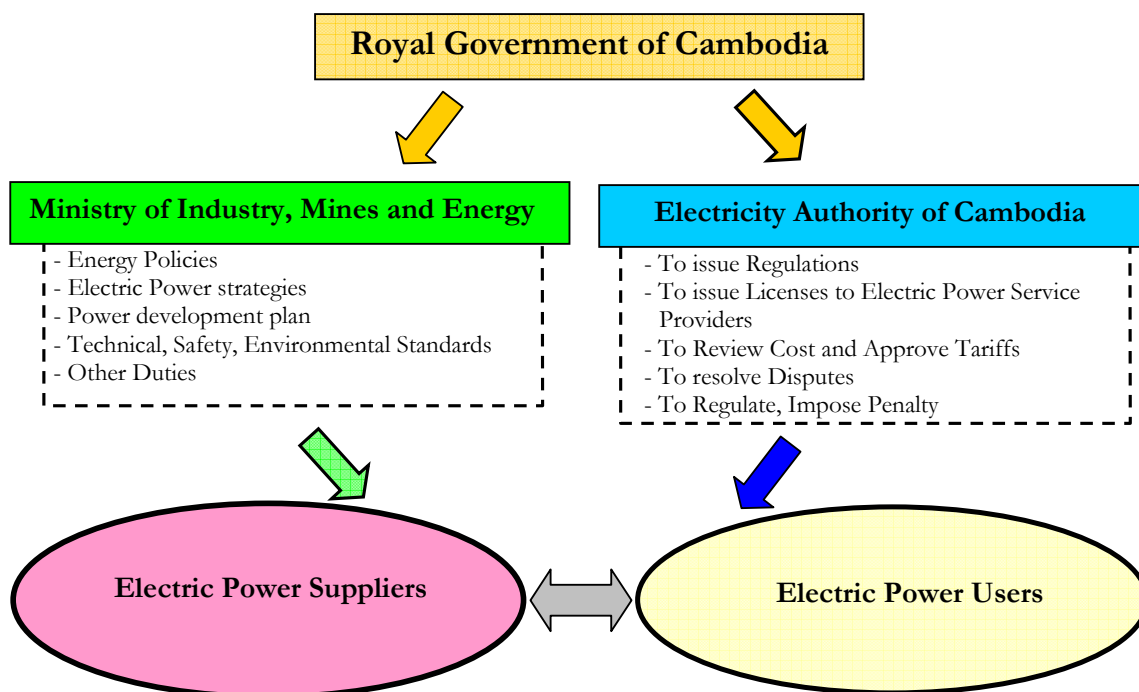 Royal Government of Cambodia
Ministry of Industry, Mines and Energy
- Energy Policies
- Electric Power strategies
- Power development plan
- Technical, Safety, Environmental Standards
- Other Duties
Electricity Authority of Cambodia
- To issue Regulations
- To issue Licenses to Electric Power Service
Providers
- To Review Cost and Approve Tariffs
- To resolve Disputes
- To Regulate, Impose Penalty
Electric Power Suppliers
Electric Power Users